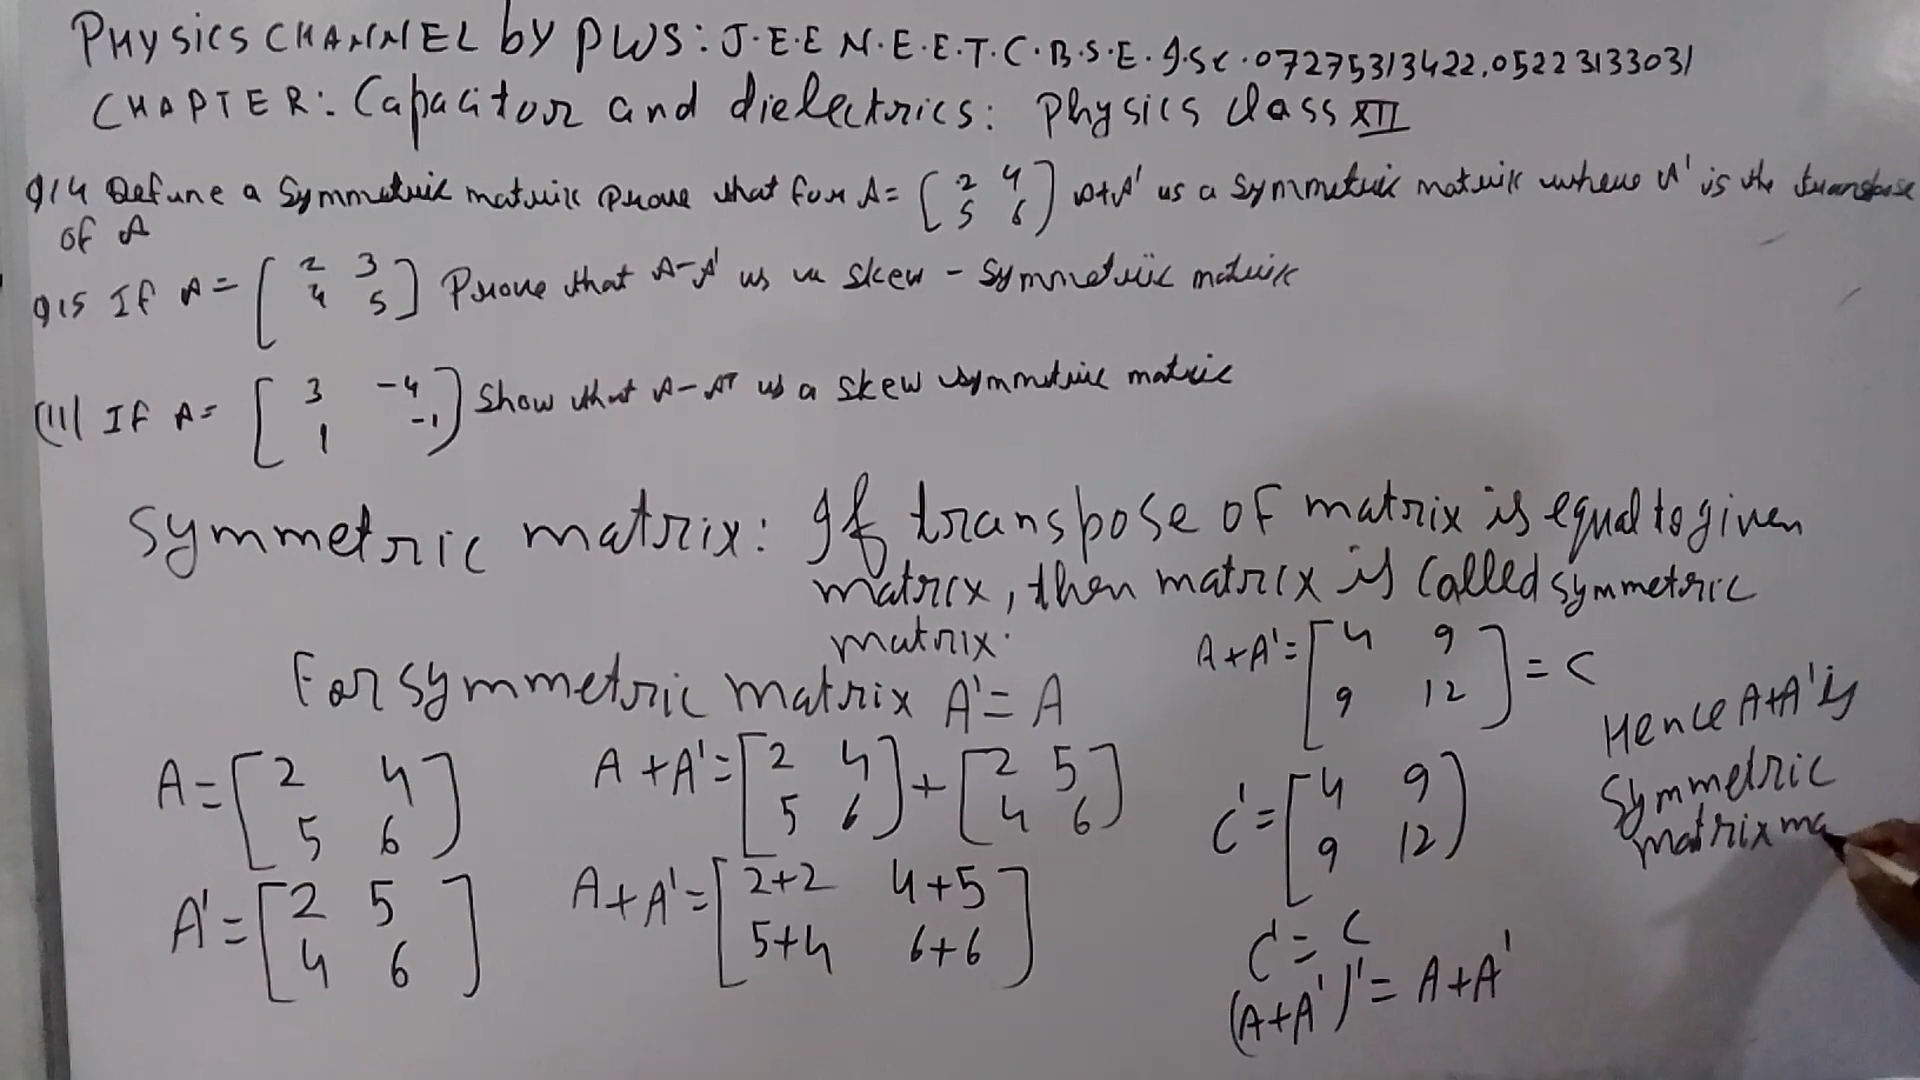 PHYSICS CHANNEL by PWS: J.E.E N.E.E.T.C.B.S.E. I.S.C. 07275313422, 05223133031
CHAPTER: Capacitor and dielectrics: Physics class XII
Q14 Define a Symmetric matrix Prove that for A = [2 4 5 6] A+A' is a symmetric matrix where A' is the transpose
of A
Q15 If A = [2 3 4 5] Prove that A-A' is a skew-symmetric matrix
(11) If A = [3 -4 1 -1] Show that A-AT is a skew symmetric matrix
Symmetric matrix: If transpose of matrix is equal to given
matrix, then matrix is called symmetric
matrix.
For symmetric matrix A' = A
A = [2 4 5 6]
A' = [2 5 4 6]
A+A' = [2 4 5 6] + [2 5 4 6]
A+A' = [2+2 4+5 5+4 6+6]
A+A' = [4 9 9 12] = C
C' = [4 9 9 12]
C' = C
(A+A')' = A+A'
Hence A+A' is
Symmetric
matrix ma